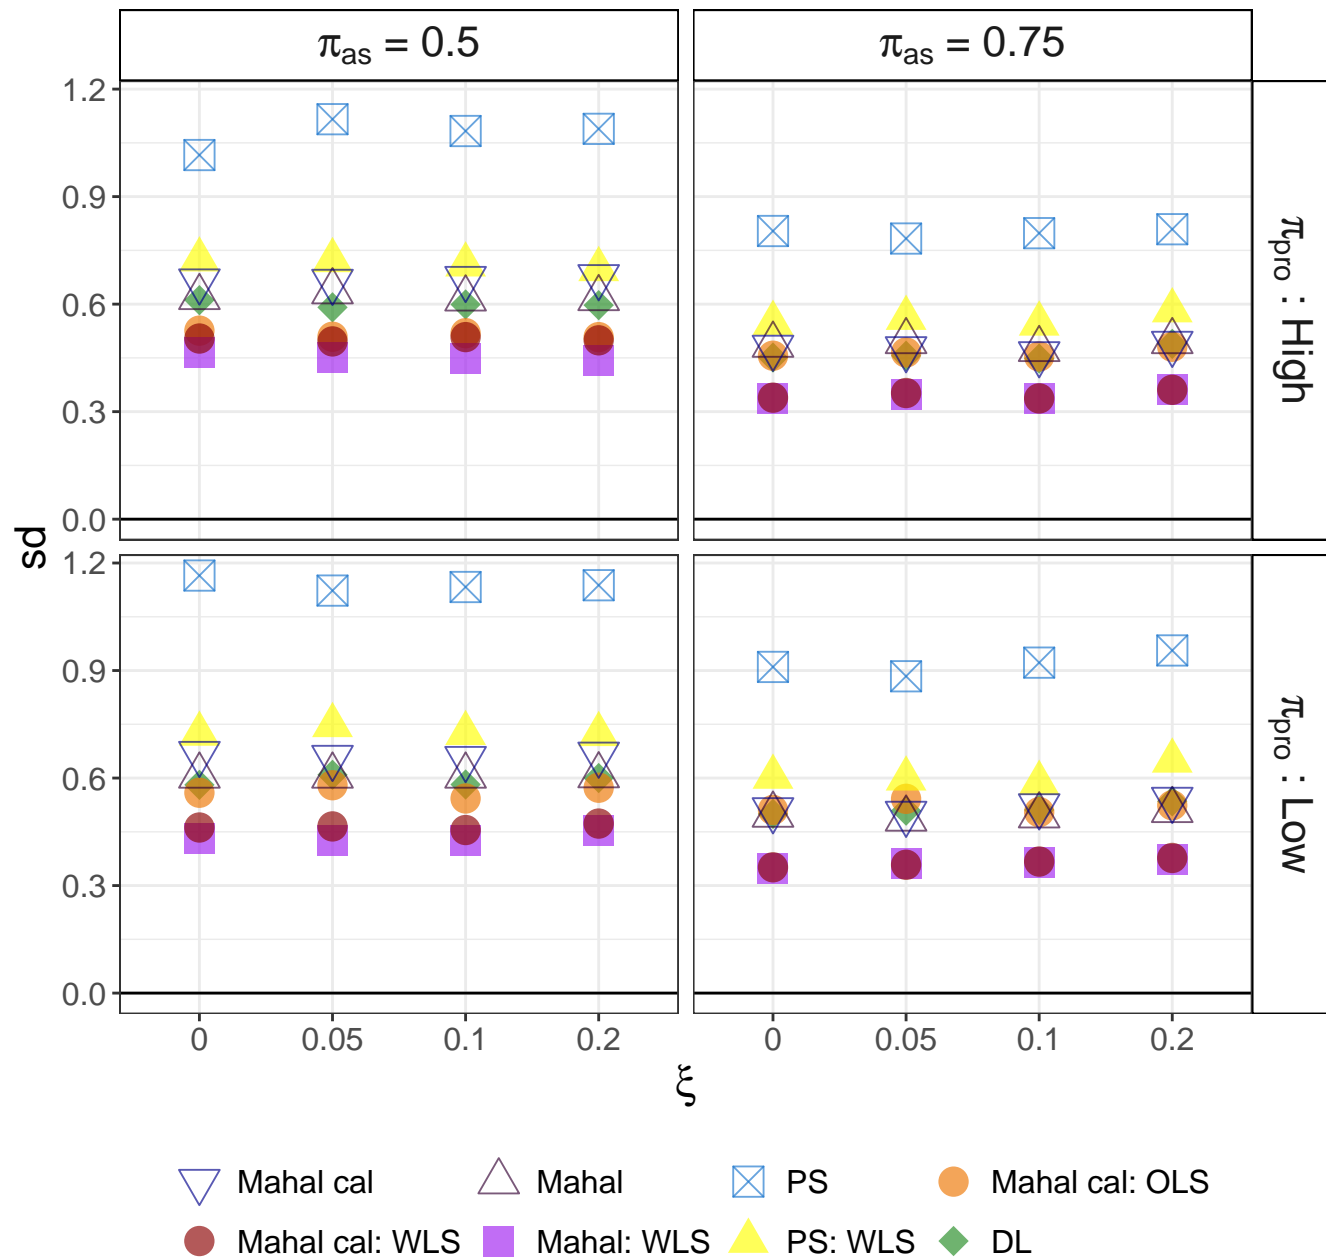 π_as = 0.5
π_as = 0.75
1.2
0.9
0.6
0.3
0.0
π_pro : High
sd
1.2
0.9
0.6
0.3
0.0
π_pro : Low
0 0.05 0.1 0.2
0 0.05 0.1 0.2
ξ
Mahal cal Mahal PS Mahal cal: OLS
Mahal cal: WLS Mahal: WLS PS: WLS DL